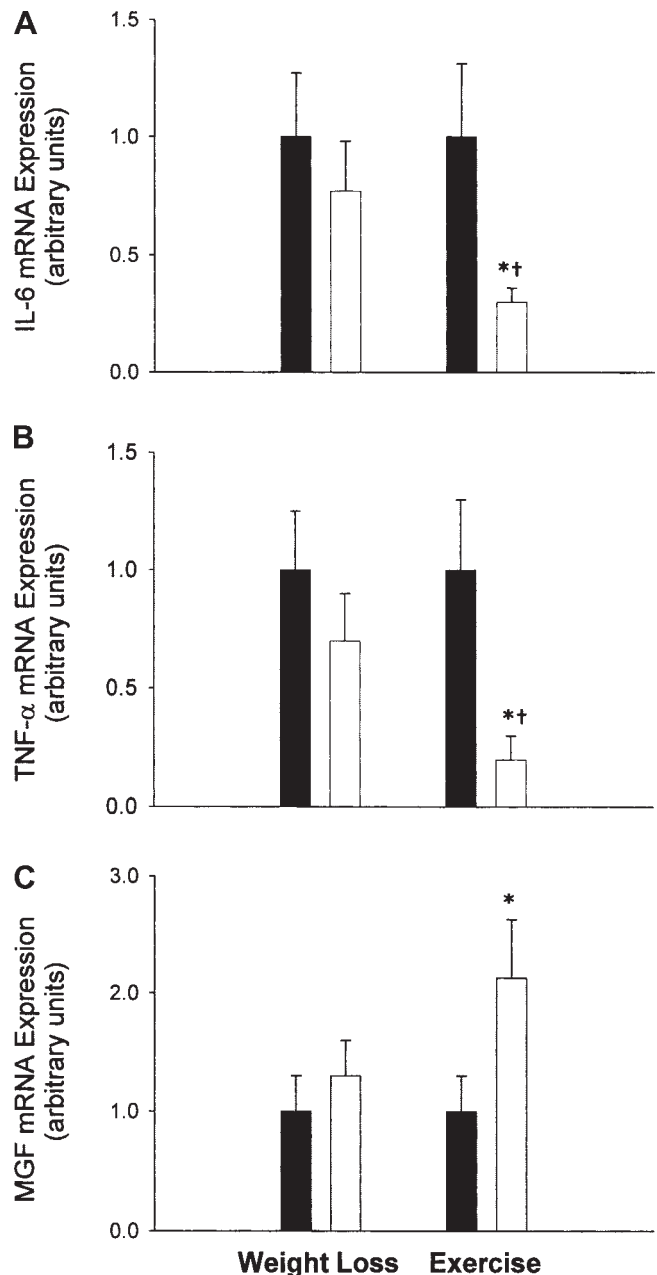 A
IL-6 mRNA Expression
(arbitrary units)
1.5
1.0
0.5
0.0
*†
B
TNF-α mRNA Expression
(arbitrary units)
1.5
1.0
0.5
0.0
*†
C
MGF mRNA Expression
(arbitrary units)
3.0
2.0
1.0
0.0
*
Weight Loss Exercise